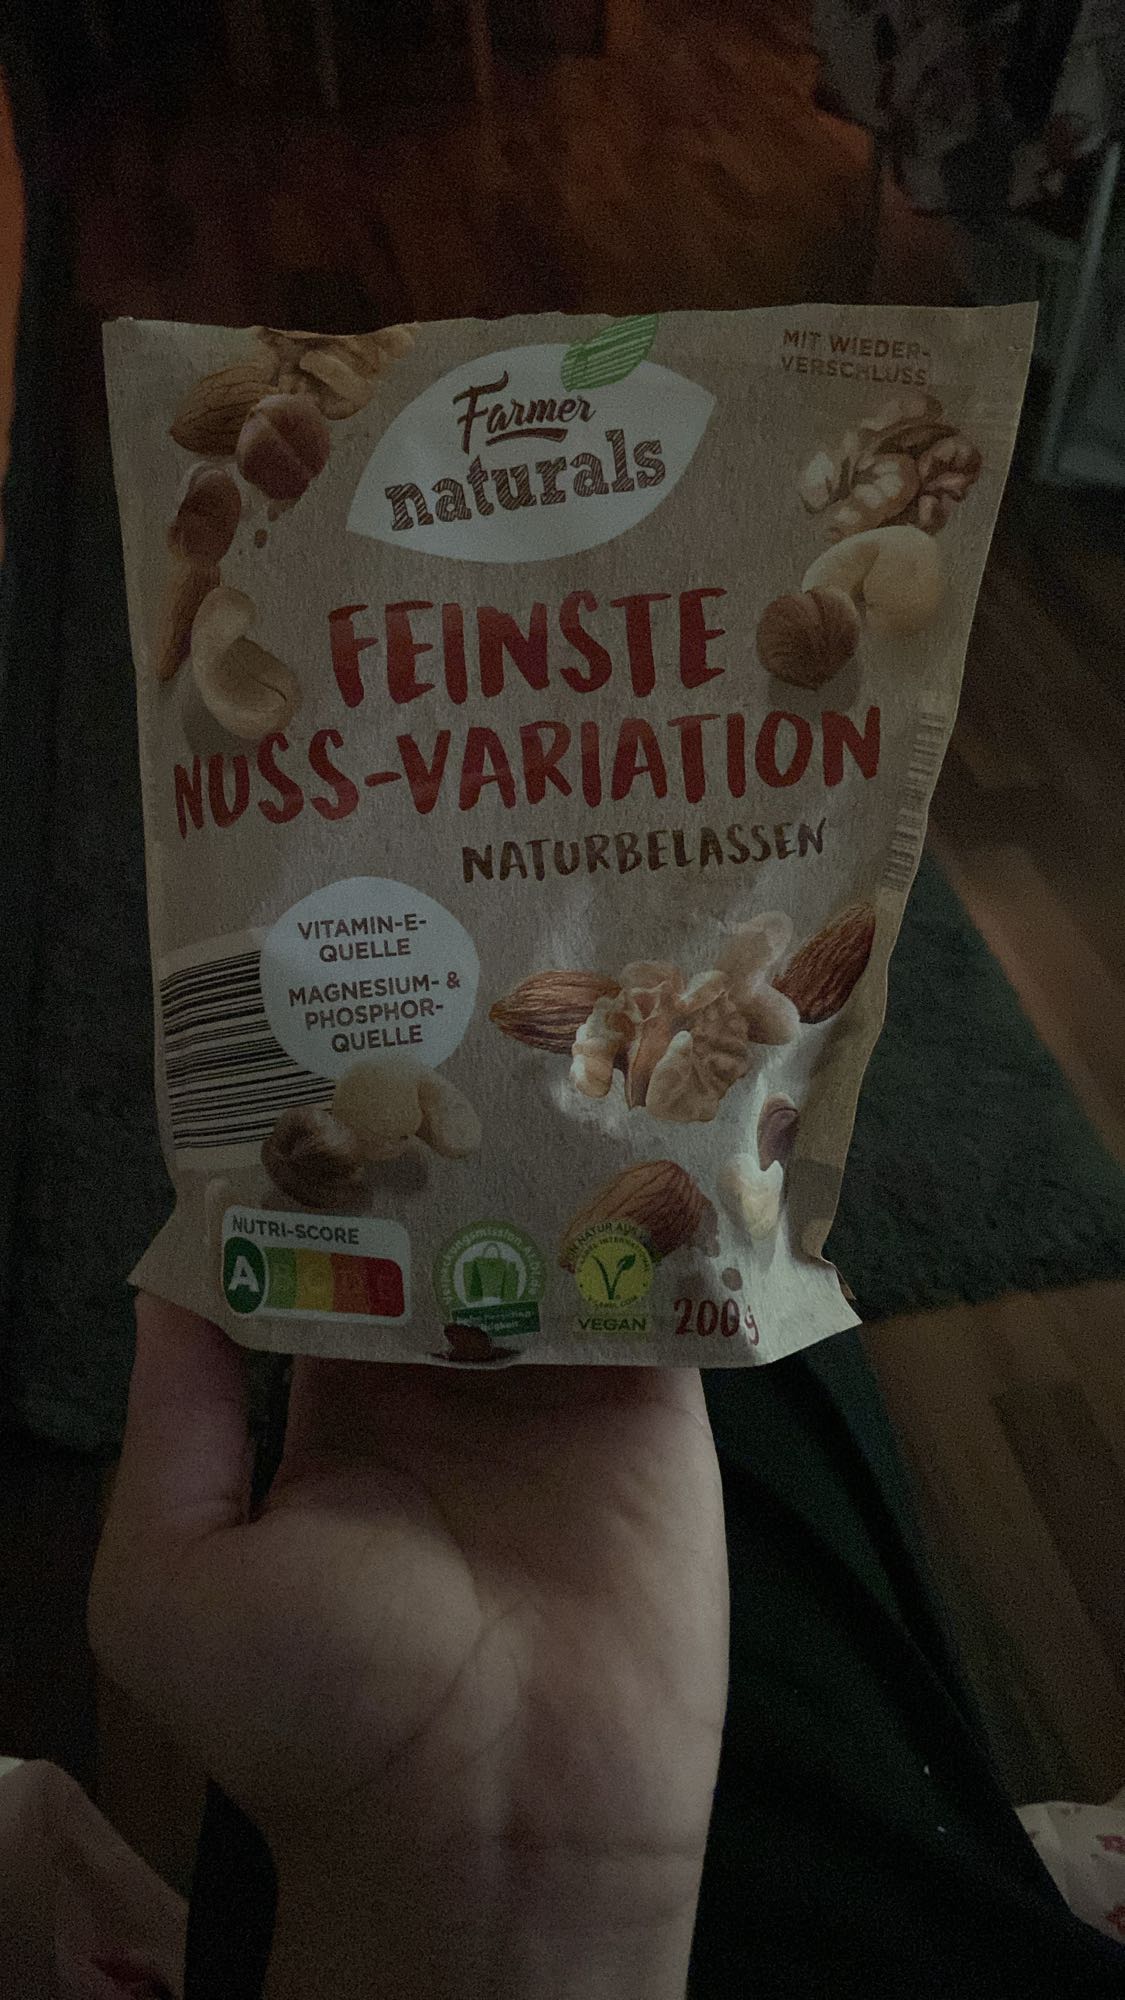 MIT WIEDER-
VERSCHLUSS
Farmer
naturals
FEINSTE
NUSS-VARIATION
NATURBELASSEN
VITAMIN-E-
QUELLE
MAGNESIUM- &
PHOSPHOR-
QUELLE
NUTRI-SCORE
A B C D E
VEGAN
200g